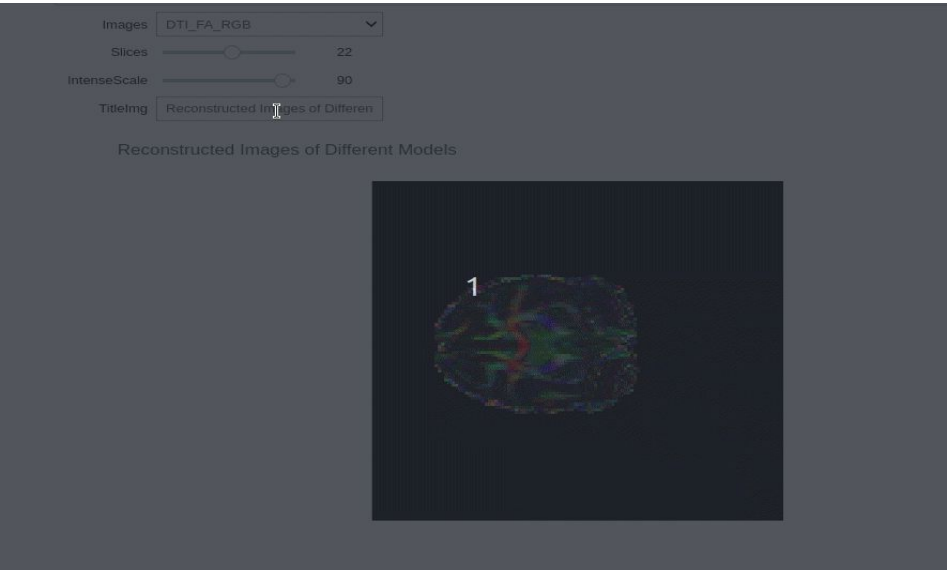 Images DTI_FA_RGB
Slices 22
IntenseScale 90
TitleImg Reconstructed Images of Differen
Reconstructed Images of Different Models
1